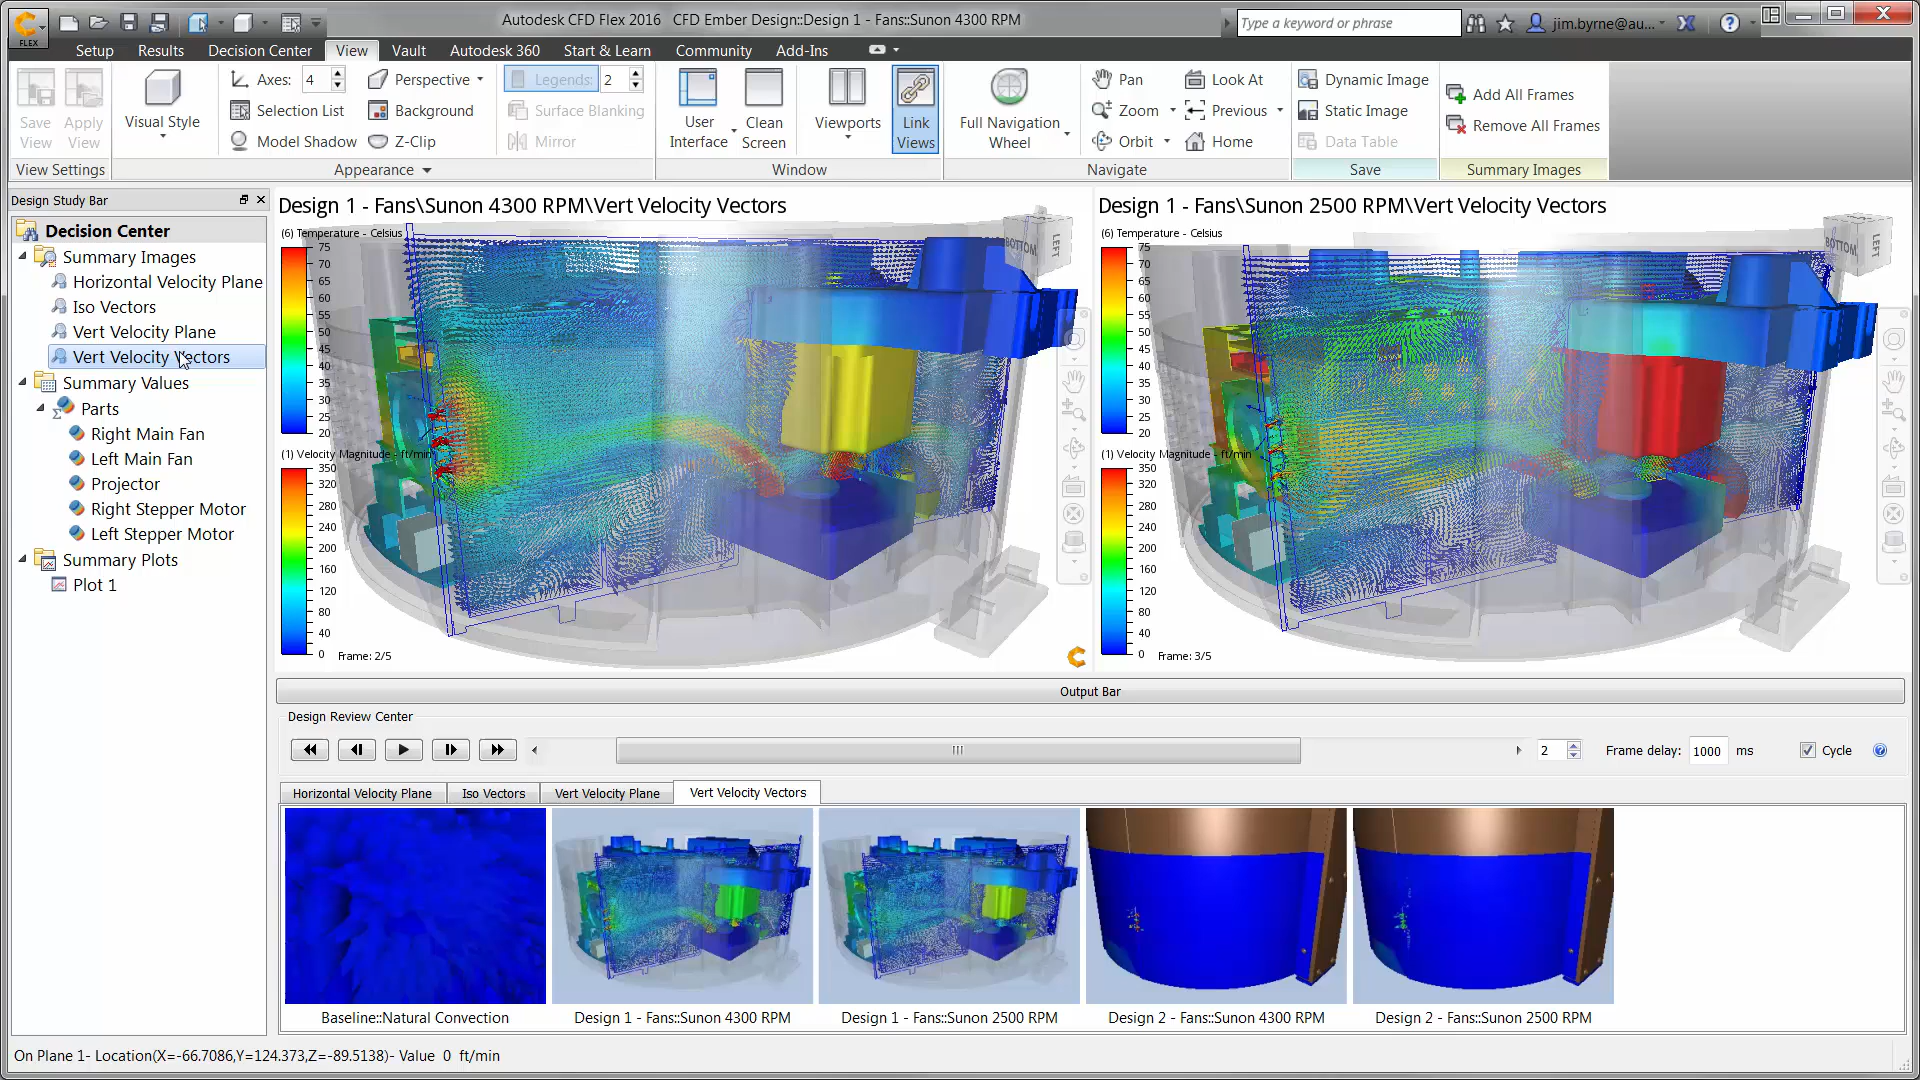 FLEX
Autodesk CFD Flex 2016   CFD Ember Design::Design 1 - Fans::Sunon 4300 RPM
Type a keyword or phrase
jim.byrne@au...
Setup Results Decision Center View Vault Autodesk 360 Start & Learn Community Add-Ins
Save View
Apply View
View Settings
Visual Style
Axes: 4
Selection List
Model Shadow
Perspective
Background
Z-Clip
Legends: 2
Surface Blanking
Mirror
Appearance
User Interface
Clean Screen
Viewports
Link Views
Window
Full Navigation Wheel
Pan
Zoom
Orbit
Look At
Previous
Home
Navigate
Dynamic Image
Static Image
Data Table
Save
Add All Frames
Remove All Frames
Summary Images
Design Study Bar
Decision Center
Summary Images
Horizontal Velocity Plane
Iso Vectors
Vert Velocity Plane
Vert Velocity Vectors
Summary Values
Parts
Right Main Fan
Left Main Fan
Projector
Right Stepper Motor
Left Stepper Motor
Summary Plots
Plot 1
Design 1 - Fans\Sunon 4300 RPM\Vert Velocity Vectors
(6) Temperature - Celsius
75
70
65
60
55
50
45
40
35
30
25
20
(1) Velocity Magnitude - ft/min
350
320
280
240
200
160
120
80
40
0
Frame: 2/5
BOTTOM
LEFT
Design 1 - Fans\Sunon 2500 RPM\Vert Velocity Vectors
(6) Temperature - Celsius
75
70
65
60
55
50
45
40
35
30
25
20
(1) Velocity Magnitude - ft/min
350
320
280
240
200
160
120
80
40
0
Frame: 3/5
BOTTOM
LEFT
Output Bar
Design Review Center
2
Frame delay: 1000 ms
Cycle
Horizontal Velocity Plane Iso Vectors Vert Velocity Plane Vert Velocity Vectors
Baseline::Natural Convection
Design 1 - Fans::Sunon 4300 RPM
Design 1 - Fans::Sunon 2500 RPM
Design 2 - Fans::Sunon 4300 RPM
Design 2 - Fans::Sunon 2500 RPM
On Plane 1- Location(X=-66.7086,Y=124.373,Z=-89.5138)- Value  0  ft/min